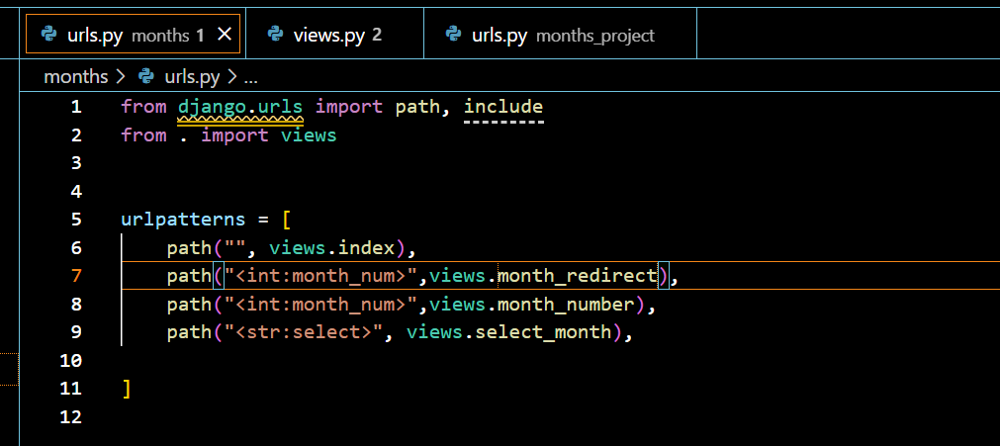 urls.py months 1 ✕ views.py 2 urls.py months_project
months > urls.py > ...
1 from django.urls import path, include
2 from . import views
3
4
5 urlpatterns = [
6     path("", views.index),
7     path("<int:month_num>",views.month_redirect),
8     path("<int:month_num>",views.month_number),
9     path("<str:select>", views.select_month),
10
11 ]
12